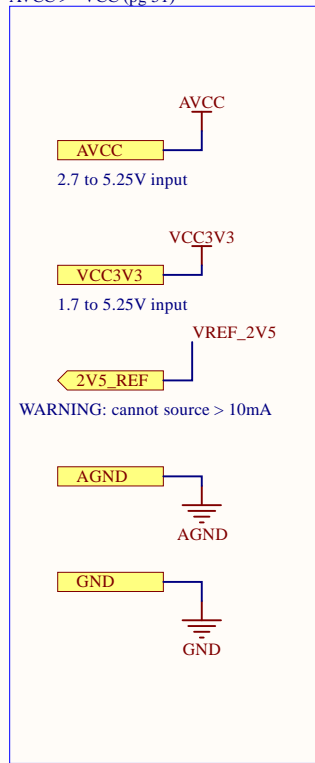 AVCC
AVCC
2.7 to 5.25V input
VCC3V3
VCC3V3
1.7 to 5.25V input
VREF_2V5
2V5_REF
WARNING: cannot source > 10mA
AGND
AGND
GND
GND